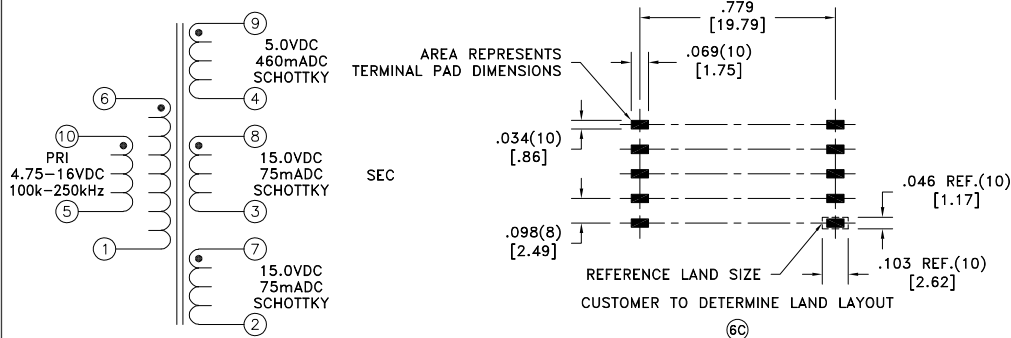 9
5.0VDC
460mADC
SCHOTTKY
4
6
10
PRI
4.75-16VDC
100k-250kHz
5
1
8
15.0VDC
75mADC
SCHOTTKY
3
7
15.0VDC
75mADC
SCHOTTKY
2
SEC
.779
[19.79]
AREA REPRESENTS
TERMINAL PAD DIMENSIONS
.069(10)
[1.75]
.034(10)
[.86]
.098(8)
[2.49]
.046 REF.(10)
[1.17]
.103 REF.(10)
[2.62]
REFERENCE LAND SIZE
CUSTOMER TO DETERMINE LAND LAYOUT
6C